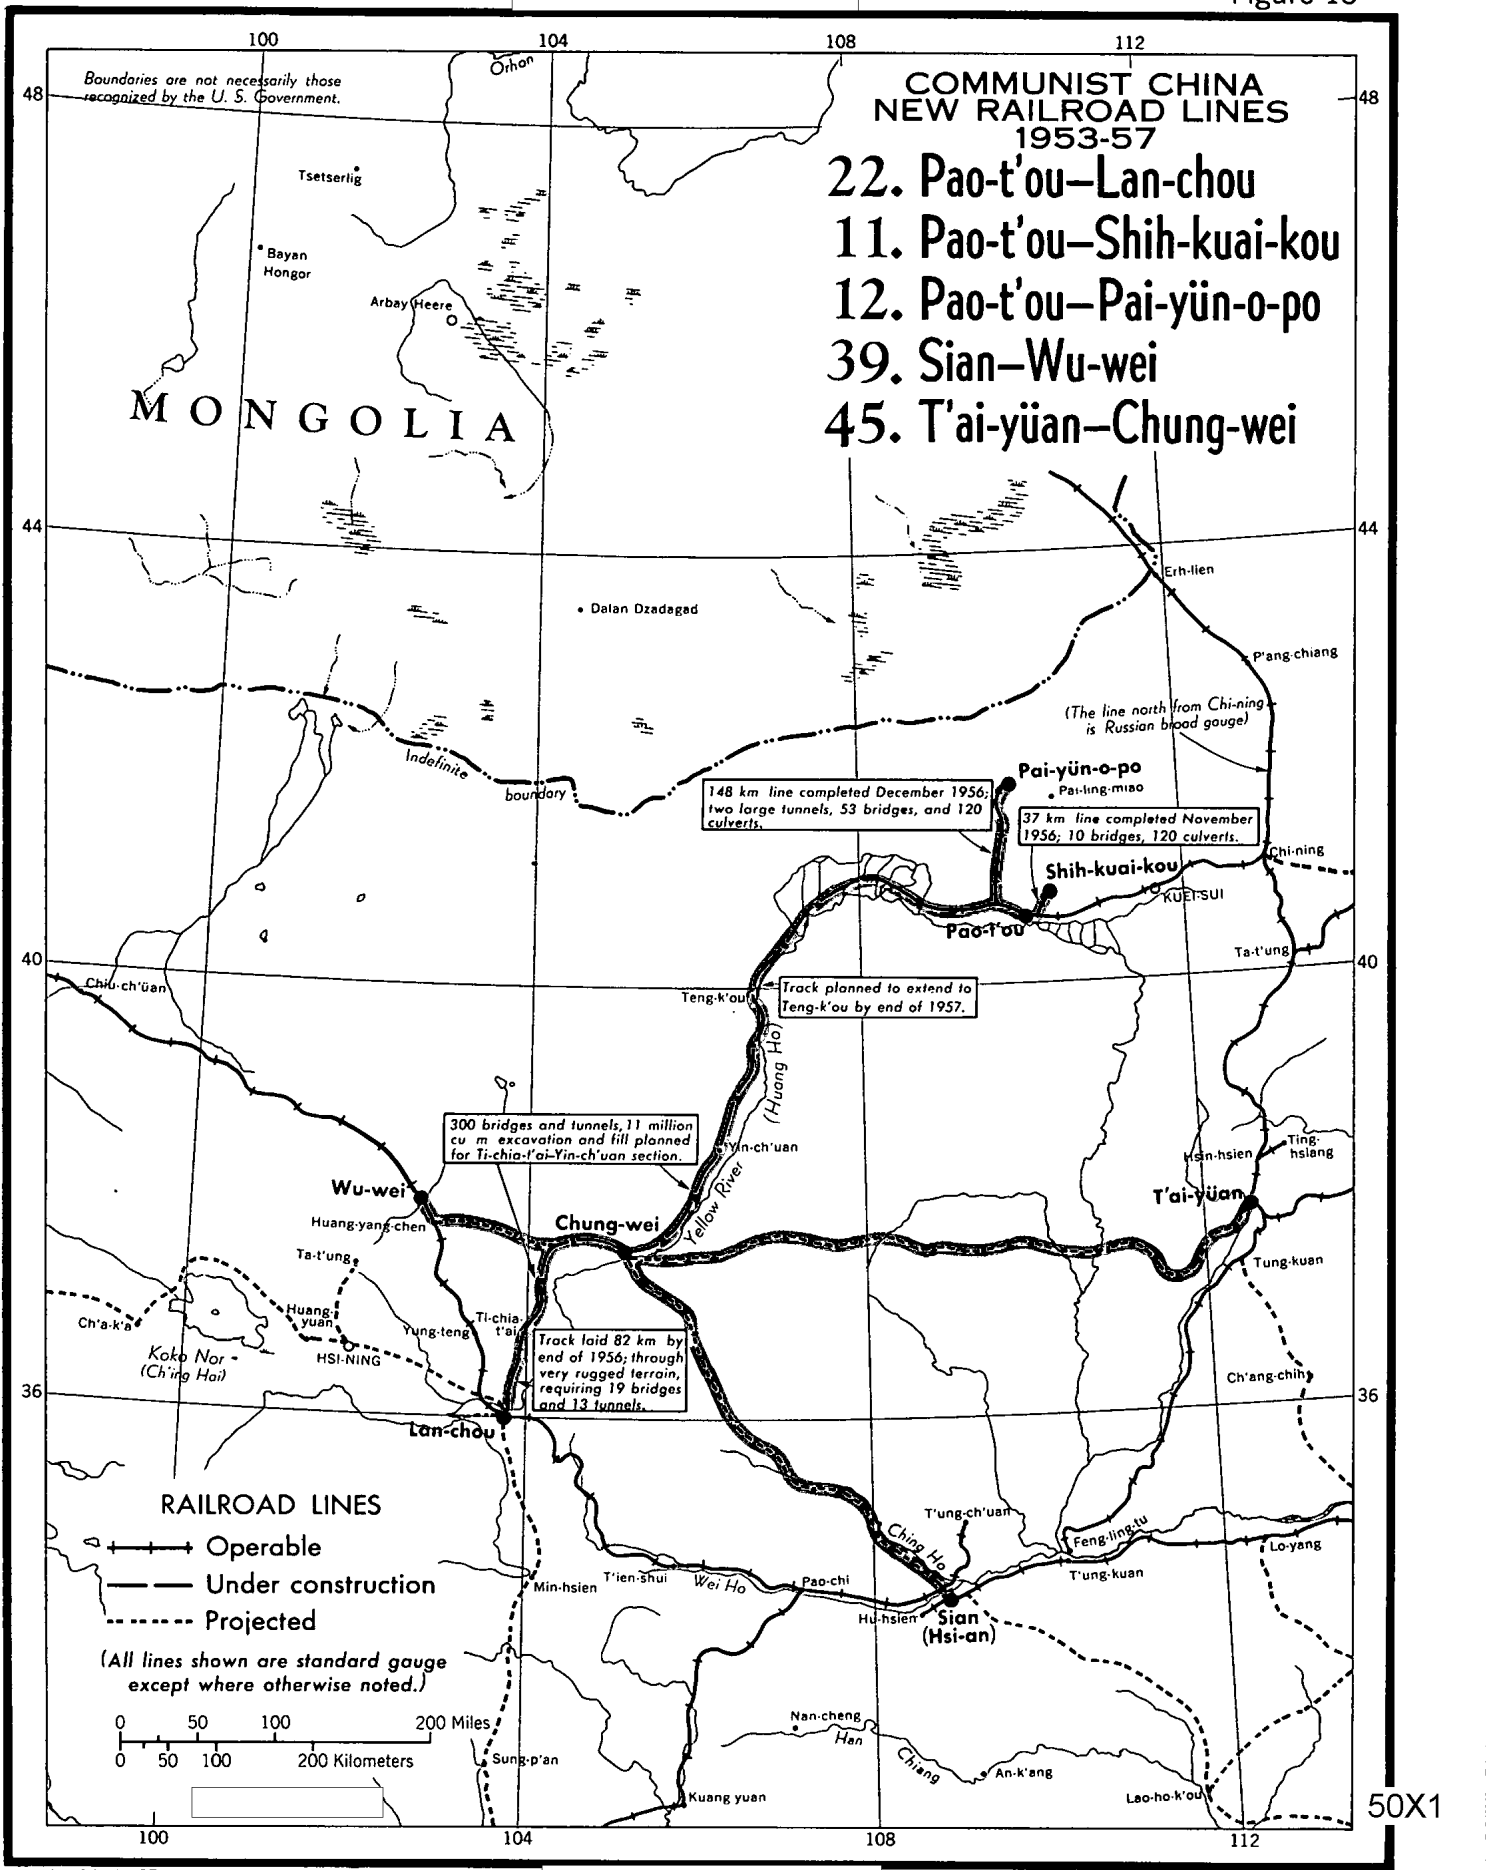 100
104
108
112
Boundaries are not necessarily those
recognized by the U. S. Government.
Orhon
48
48
COMMUNIST CHINA
NEW RAILROAD LINES
1953-57
22. Pao-t'ou—Lan-chou
11. Pao-t'ou—Shih-kuai-kou
12. Pao-t'ou—Pai-yün-o-po
39. Sian—Wu-wei
45. T'ai-yüan—Chung-wei
Tsetserlig
Bayan
Hongor
Arbay Heere
MONGOLIA
44
44
Erh-lien
Dalan Dzadagad
P'ang-chiang
(The line north from Chi-ning
is Russian broad gauge)
Indefinite
boundary
Pai-yün-o-po
Pai-ling-miao
148 km line completed December 1956;
two large tunnels, 53 bridges, and 120
culverts.
37 km line completed November
1956; 10 bridges, 120 culverts.
Chi-ning
Shih-kuai-kou
KUEI-SUI
Pao-t'ou
Ta-t'ung
40
40
Chiu-ch'üan
Teng-k'ou
Track planned to extend to
Teng-k'ou by end of 1957.
(Huang Ho)
300 bridges and tunnels, 11 million
cu m excavation and fill planned
for Ti-chia-t'ai—Yin-ch'uan section.
Yin-ch'uan
Yellow River
Ting-
hsiang
Hsin-hsien
Wu-wei
T'ai-yüan
Huang-yang-chen
Chung-wei
Ta-t'ung
Tung-kuan
Ch'a-k'a
Huang-
yuan
Yung-teng
Ti-chia-
t'ai
Koko Nor
(Ch'ing Hai)
HSI-NING
Track laid 82 km by
end of 1956; through
very rugged terrain,
requiring 19 bridges
and 13 tunnels.
Ch'ang-chih
36
36
Lan-chou
RAILROAD LINES
Operable
Under construction
Projected
(All lines shown are standard gauge
except where otherwise noted.)
T'ung-ch'uan
Ching Ho
Feng-ling-tu
Lo-yang
T'ung-kuan
Min-hsien
T'ien-shui
Wei Ho
Pao-chi
Hu-hsien
Sian
(Hsi-an)
0 50 100 200 Miles
0 50 100 200 Kilometers
Nan-cheng
Han
Chiang
An-k'ang
Sung-p'an
Kuang yuan
Lao-ho-k'ou
50X1
100
104
108
112